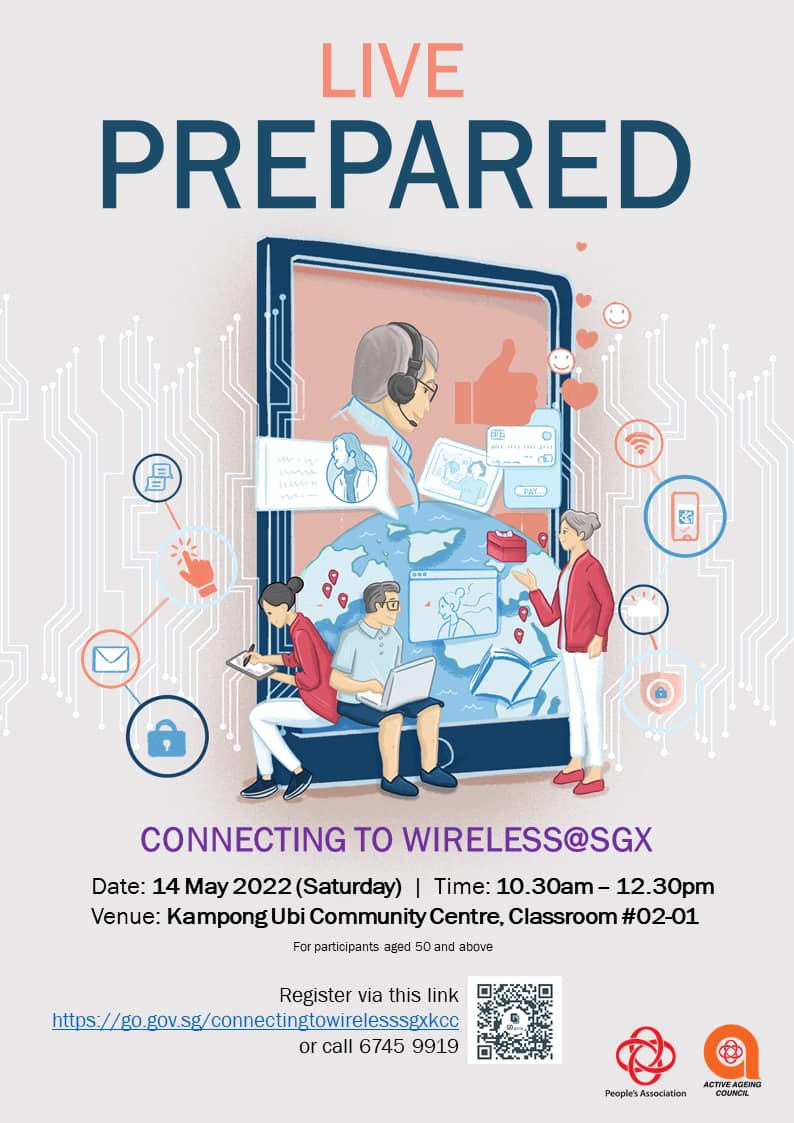 LIVE
PREPARED
PAY
CONNECTING TO WIRELESS@SGX
Date: 14 May 2022 (Saturday) | Time: 10.30am – 12.30pm
Venue: Kampong Ubi Community Centre, Classroom #02-01
For participants aged 50 and above
Register via this link
https://go.gov.sg/connectingtowirelesssgxkcc
or call 6745 9919
People's Association
ACTIVE AGEING
COUNCIL